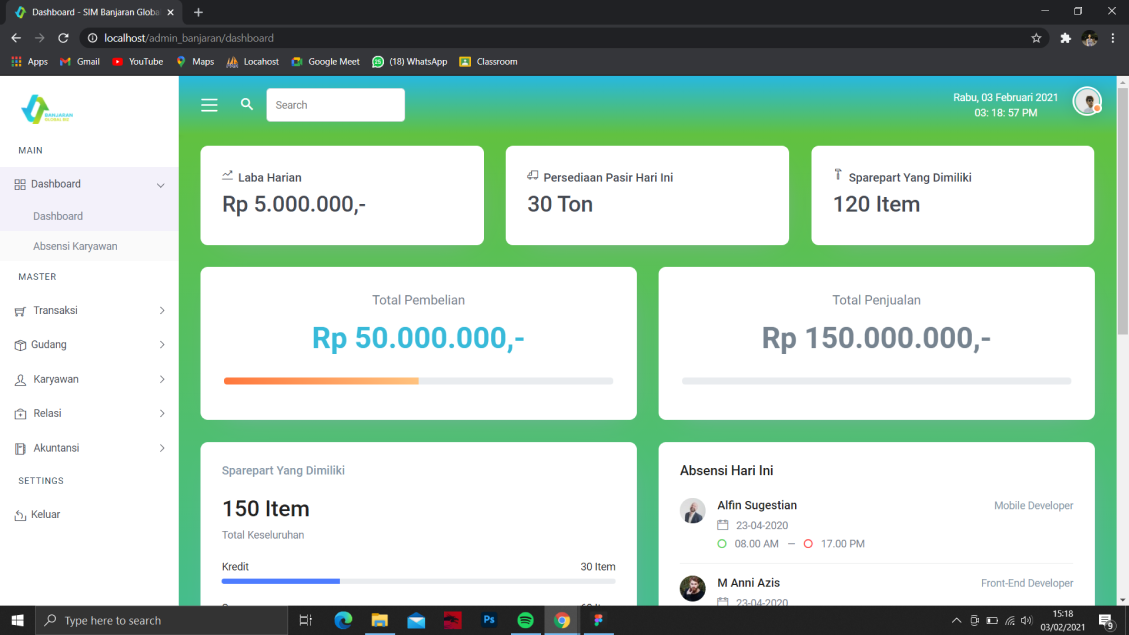 Dashboard - SIM Banjaran Globa
localhost/admin_banjaran/dashboard
Apps
Gmail
YouTube
Maps
Locahost
Google Meet
(18) WhatsApp
Classroom
BANJARAN
Search
Rabu, 03 Februari 2021
03: 18: 57 PM
MAIN
Dashboard
Dashboard
Absensi Karyawan
MASTER
Transaksi
Gudang
Karyawan
Relasi
Akuntansi
SETTINGS
Keluar
Laba Harian
Rp 5.000.000,-
Persediaan Pasir Hari Ini
30 Ton
Sparepart Yang Dimiliki
120 Item
Total Pembelian
Rp 50.000.000,-
Total Penjualan
Rp 150.000.000,-
Sparepart Yang Dimiliki
150 Item
Total Keseluruhan
Kredit
30 Item
Absensi Hari Ini
Alfin Sugestian
Mobile Developer
23-04-2020
08.00 AM — 17.00 PM
M Anni Azis
Front-End Developer
23-04-2020
Type here to search
Ps
15:18
03/02/2021
9